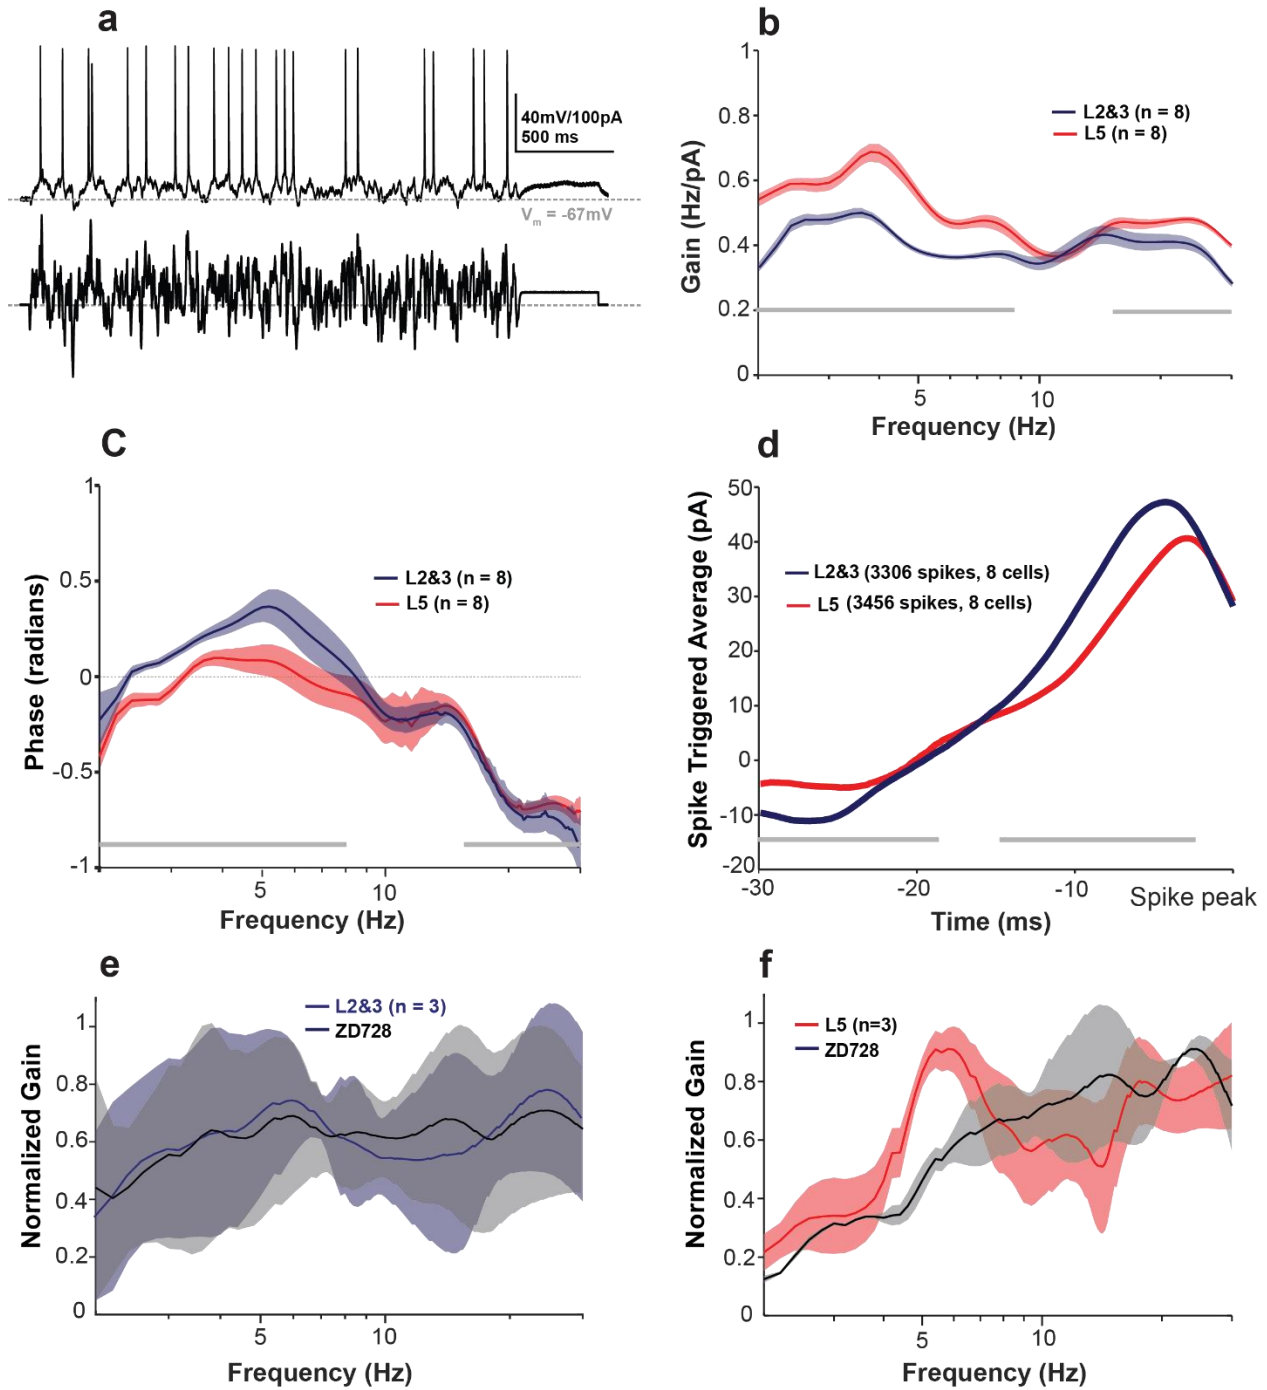 a
40mV/100pA
500 ms
Vm = -67mV
b
1
0.8
0.6
0.4
0.2
0
Gain (Hz/pA)
L2&3 (n = 8)
L5 (n = 8)
5
10
Frequency (Hz)
C
1
0.5
0
-0.5
-1
Phase (radians)
L2&3 (n = 8)
L5 (n = 8)
5
10
Frequency (Hz)
d
50
40
30
20
10
0
-10
-20
Spike Triggered Average (pA)
L2&3 (3306 spikes, 8 cells)
L5 (3456 spikes, 8 cells)
-30
-20
-10
Spike peak
Time (ms)
e
1
0.8
0.6
0.4
0.2
0
Normalized Gain
L2&3 (n = 3)
ZD728
5
10
Frequency (Hz)
f
1
0.8
0.6
0.4
0.2
0
Normalized Gain
L5 (n=3)
ZD728
5
10
Frequency (Hz)